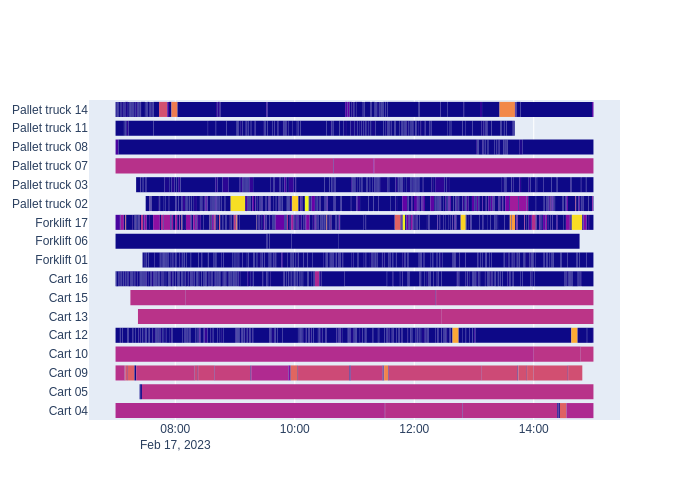 Pallet truck 14
Pallet truck 11
Pallet truck 08
Pallet truck 07
Pallet truck 03
Pallet truck 02
Forklift 17
Forklift 06
Forklift 01
Cart 16
Cart 15
Cart 13
Cart 12
Cart 10
Cart 09
Cart 05
Cart 04
08:00 10:00 12:00 14:00
Feb 17, 2023